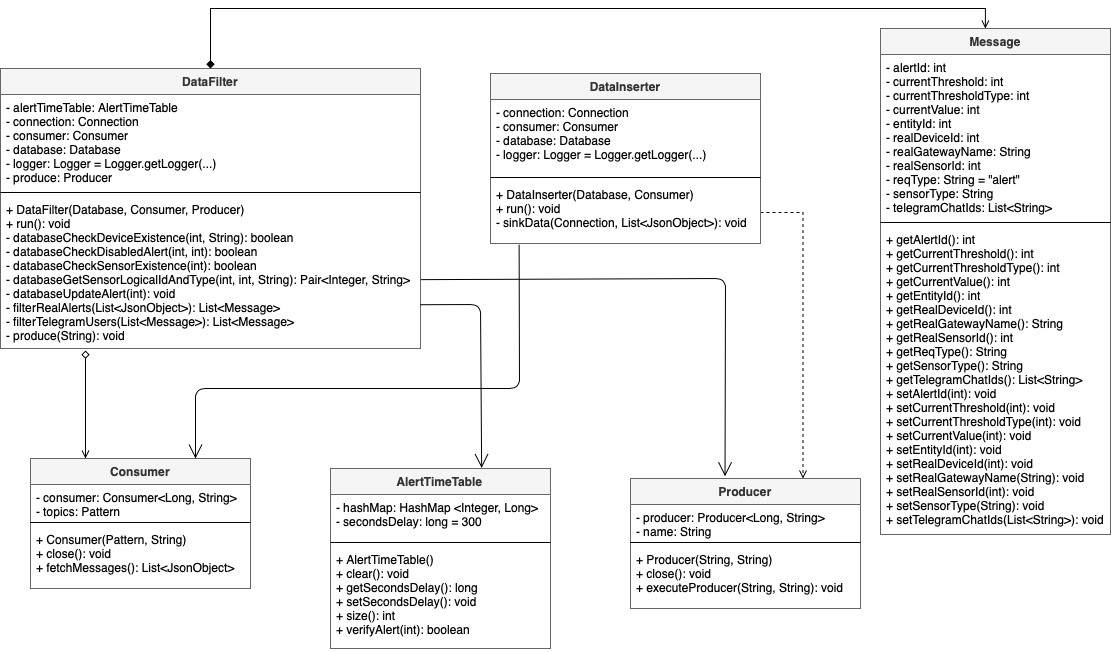 DataFilter
- alertTimeTable: AlertTimeTable
- connection: Connection
- consumer: Consumer
- database: Database
- logger: Logger = Logger.getLogger(...)
- produce: Producer
+ DataFilter(Database, Consumer, Producer)
+ run(): void
- databaseCheckDeviceExistence(int, String): boolean
- databaseCheckDisabledAlert(int, int): boolean
- databaseCheckSensorExistence(int): boolean
- databaseGetSensorLogicalIdAndType(int, int, String): Pair<Integer, String>
- databaseUpdateAlert(int): void
- filterRealAlerts(List<JsonObject>): List<Message>
- filterTelegramUsers(List<Message>): List<Message>
- produce(String): void
DataInserter
- connection: Connection
- consumer: Consumer
- database: Database
- logger: Logger = Logger.getLogger(...)
+ DataInserter(Database, Consumer)
+ run(): void
- sinkData(Connection, List<JsonObject): void
Message
- alertId: int
- currentThreshold: int
- currentThresholdType: int
- currentValue: int
- entityId: int
- realDeviceId: int
- realGatewayName: String
- realSensorId: int
- reqType: String = "alert"
- sensorType: String
- telegramChatIds: List<String>
+ getAlertId(): int
+ getCurrentThreshold(): int
+ getCurrentThresholdType(): int
+ getCurrentValue(): int
+ getEntityId(): int
+ getRealDeviceId(): int
+ getRealGatewayName(): String
+ getRealSensorId(): int
+ getReqType(): String
+ getSensorType(): String
+ getTelegramChatIds(): List<String>
+ setAlertId(int): void
+ setCurrentThreshold(int): void
+ setCurrentThresholdType(int): void
+ setCurrentValue(int): void
+ setEntityId(int): void
+ setRealDeviceId(int): void
+ setRealGatewayName(String): void
+ setRealSensorId(int): void
+ setSensorType(String): void
+ setTelegramChatIds(List<String>): void
Consumer
- consumer: Consumer<Long, String>
- topics: Pattern
+ Consumer(Pattern, String)
+ close(): void
+ fetchMessages(): List<JsonObject>
AlertTimeTable
- hashMap: HashMap <Integer, Long>
- secondsDelay: long = 300
+ AlertTimeTable()
+ clear(): void
+ getSecondsDelay(): long
+ setSecondsDelay(): void
+ size(): int
+ verifyAlert(int): boolean
Producer
- producer: Producer<Long, String>
- name: String
+ Producer(String, String)
+ close(): void
+ executeProducer(String, String): void